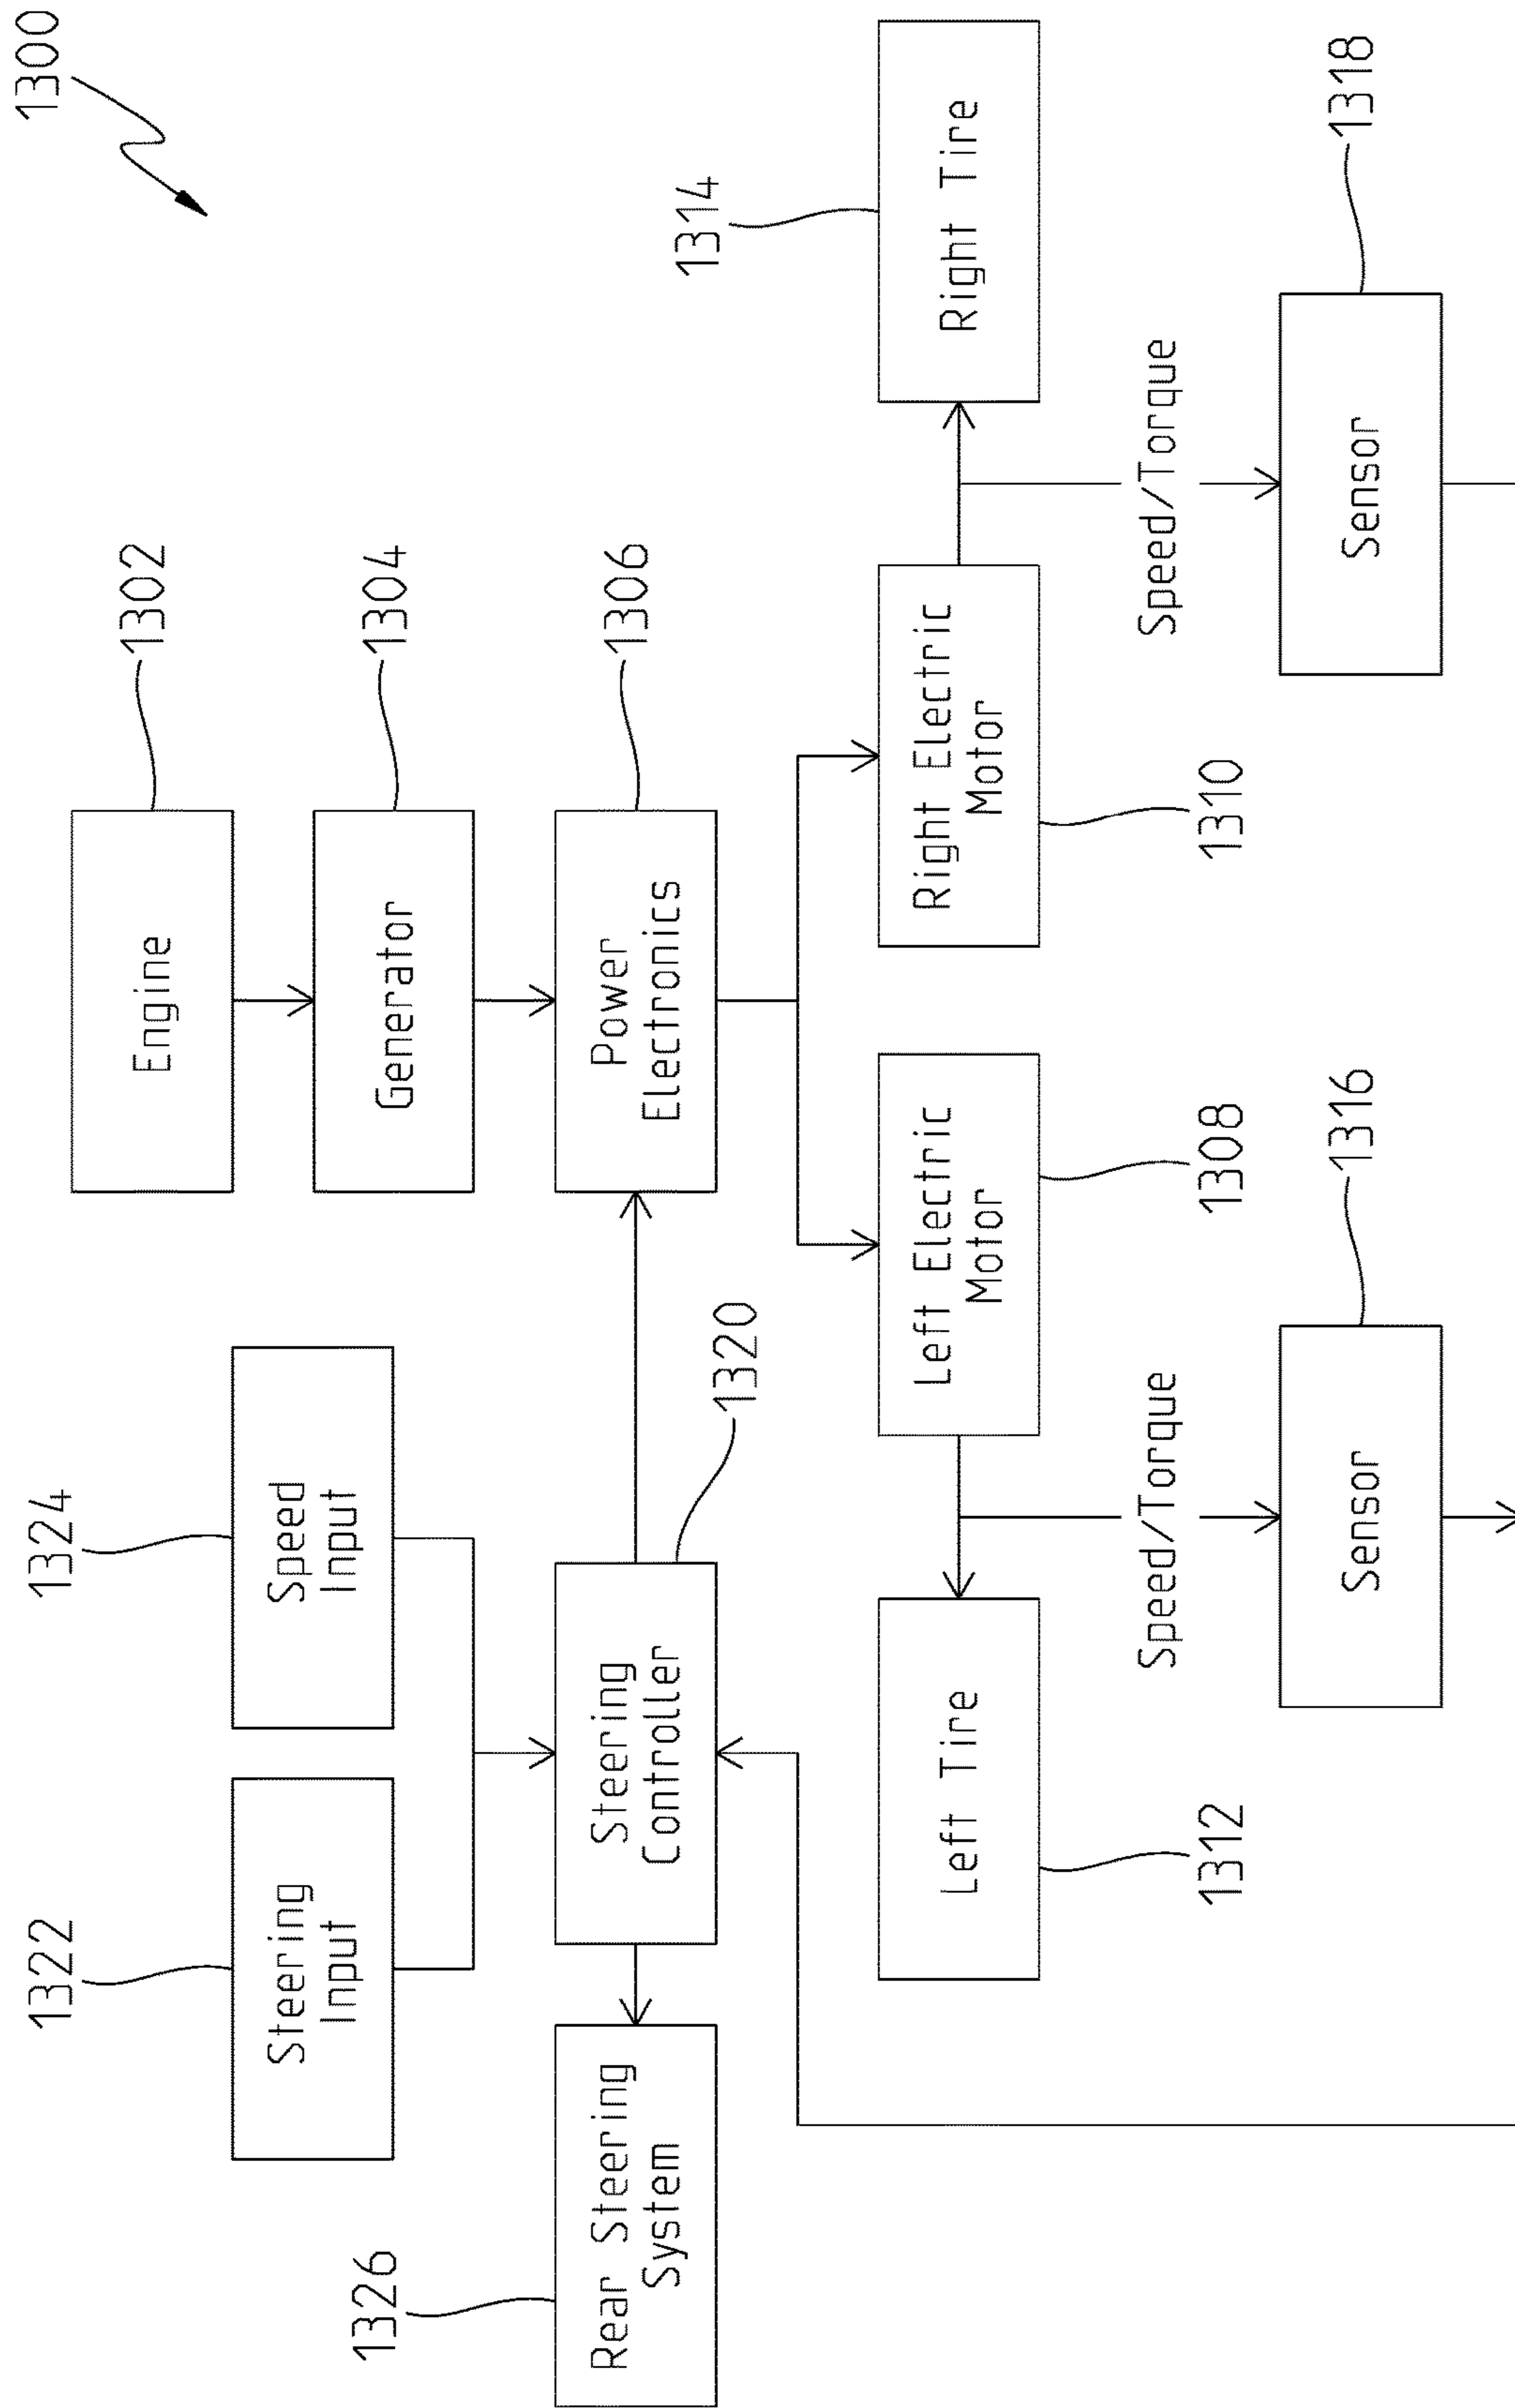 1300
1322
1324
1302
Steering
Input
Speed
Input
Engine
1304
Generator
1326
1306
Rear Steering
System
Steering
Controller
Power
Electronics
1320
1314
Left Tire
Left Electric
Motor
Right Electric
Motor
Right Tire
1312
1308
1310
Speed/Torque
Speed/Torque
1316
1318
Sensor
Sensor